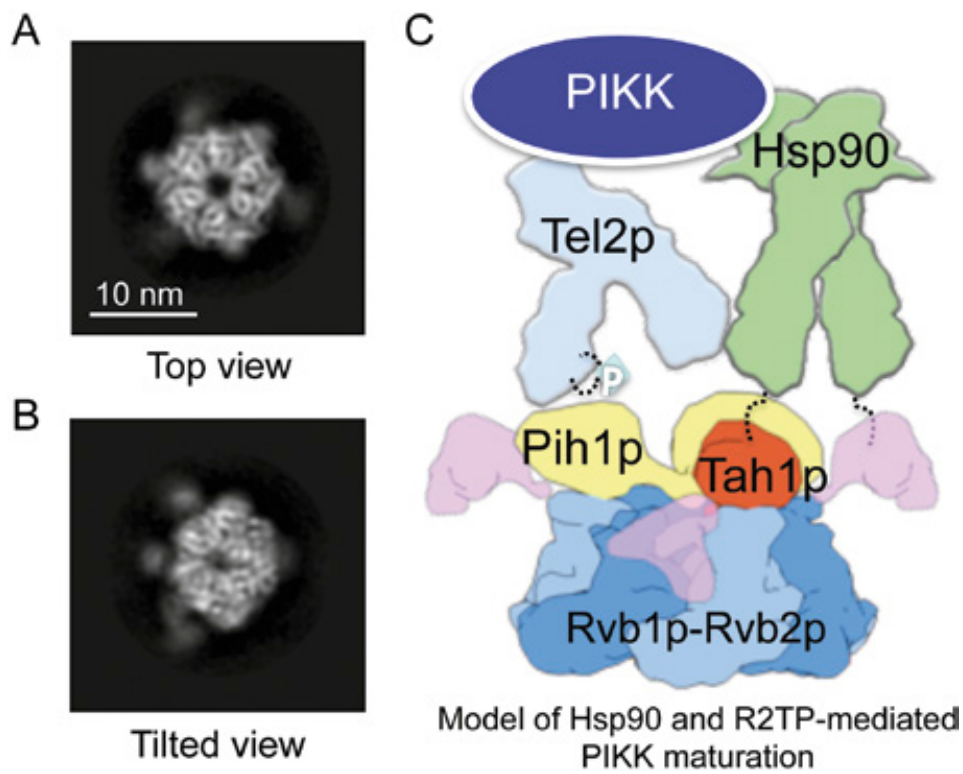 A
10 nm
Top view
B
Tilted view
C
PIKK
Hsp90
Tel2p
P
Pih1p
Tah1p
Rvb1p-Rvb2p
Model of Hsp90 and R2TP-mediated
PIKK maturation